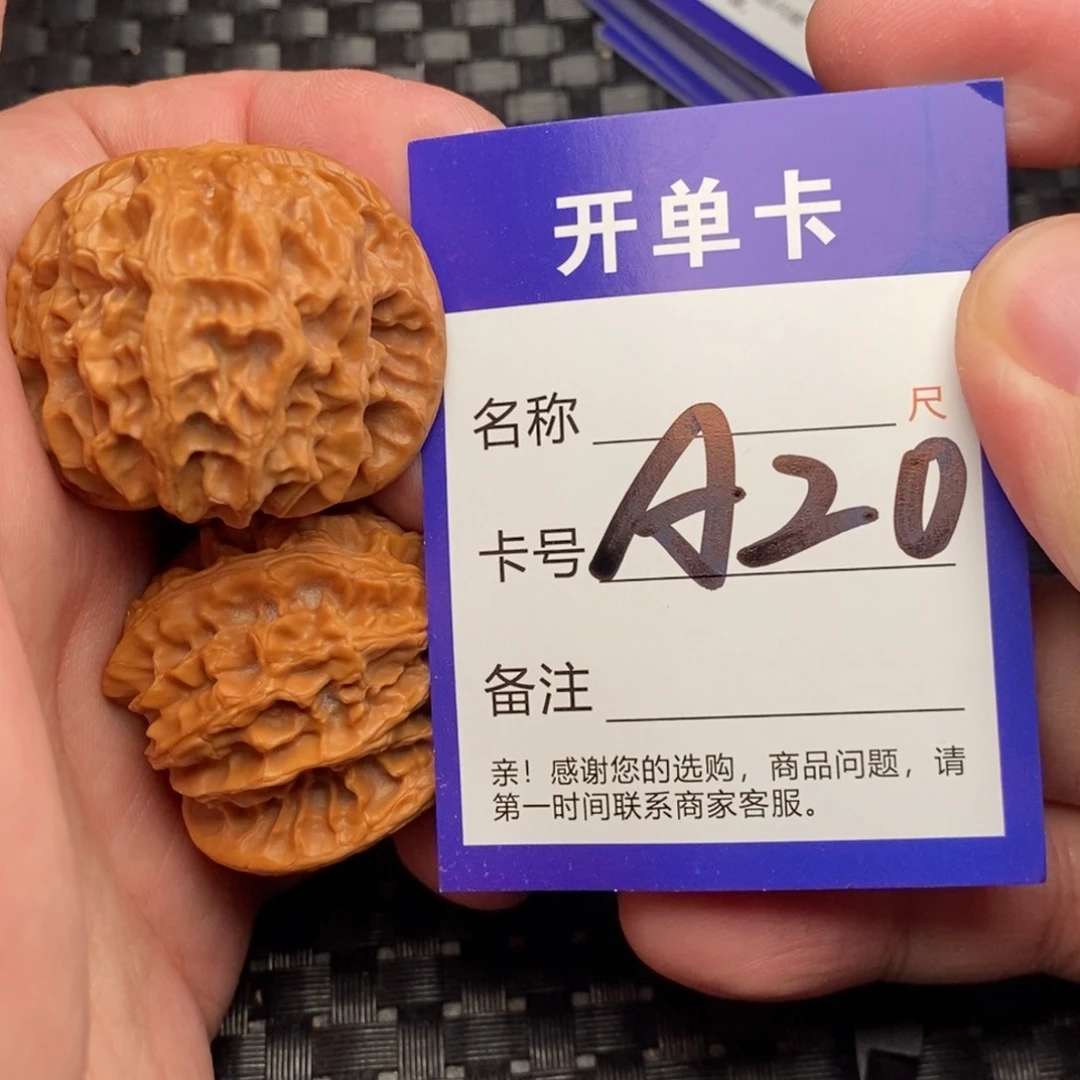 开单卡
名称 尺
卡号 A20
备注
亲！感谢您的选购，商品问题，请
第一时间联系商家客服。